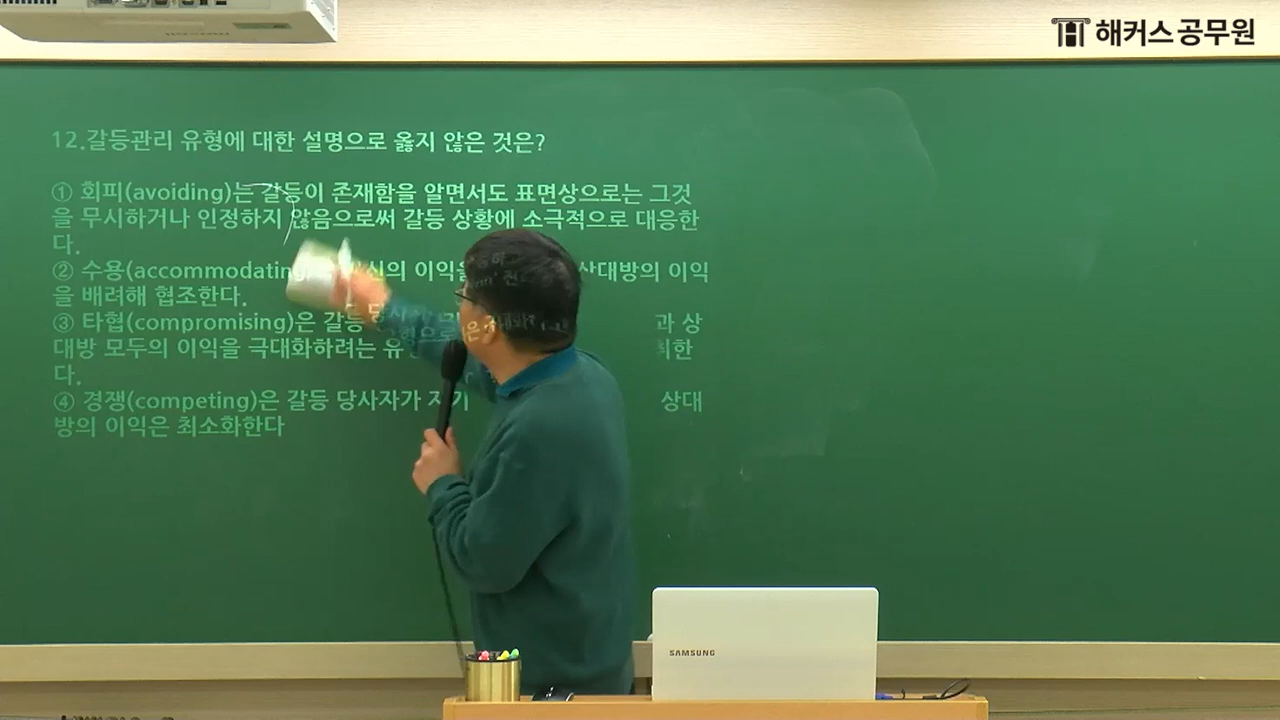 해커스공무원
12.갈등관리 유형에 대한 설명으로 옳지 않은 것은?
① 회피(avoiding)는 갈등이 존재함을 알면서도 표면상으로는 그것
을 무시하거나 인정하지 않음으로써 갈등 상황에 소극적으로 대응한
다.
② 수용(accommodating) 의 이익을 상대방의 이익
을 배려해 협조한다.
③ 타협(compromising)은 갈등 과 상
대방 모두의 이익을 극대화하려는
다.
④ 경쟁(competing)은 갈등 당사자가 자기 상대
방의 이익은 최소화한다
SAMSUNG